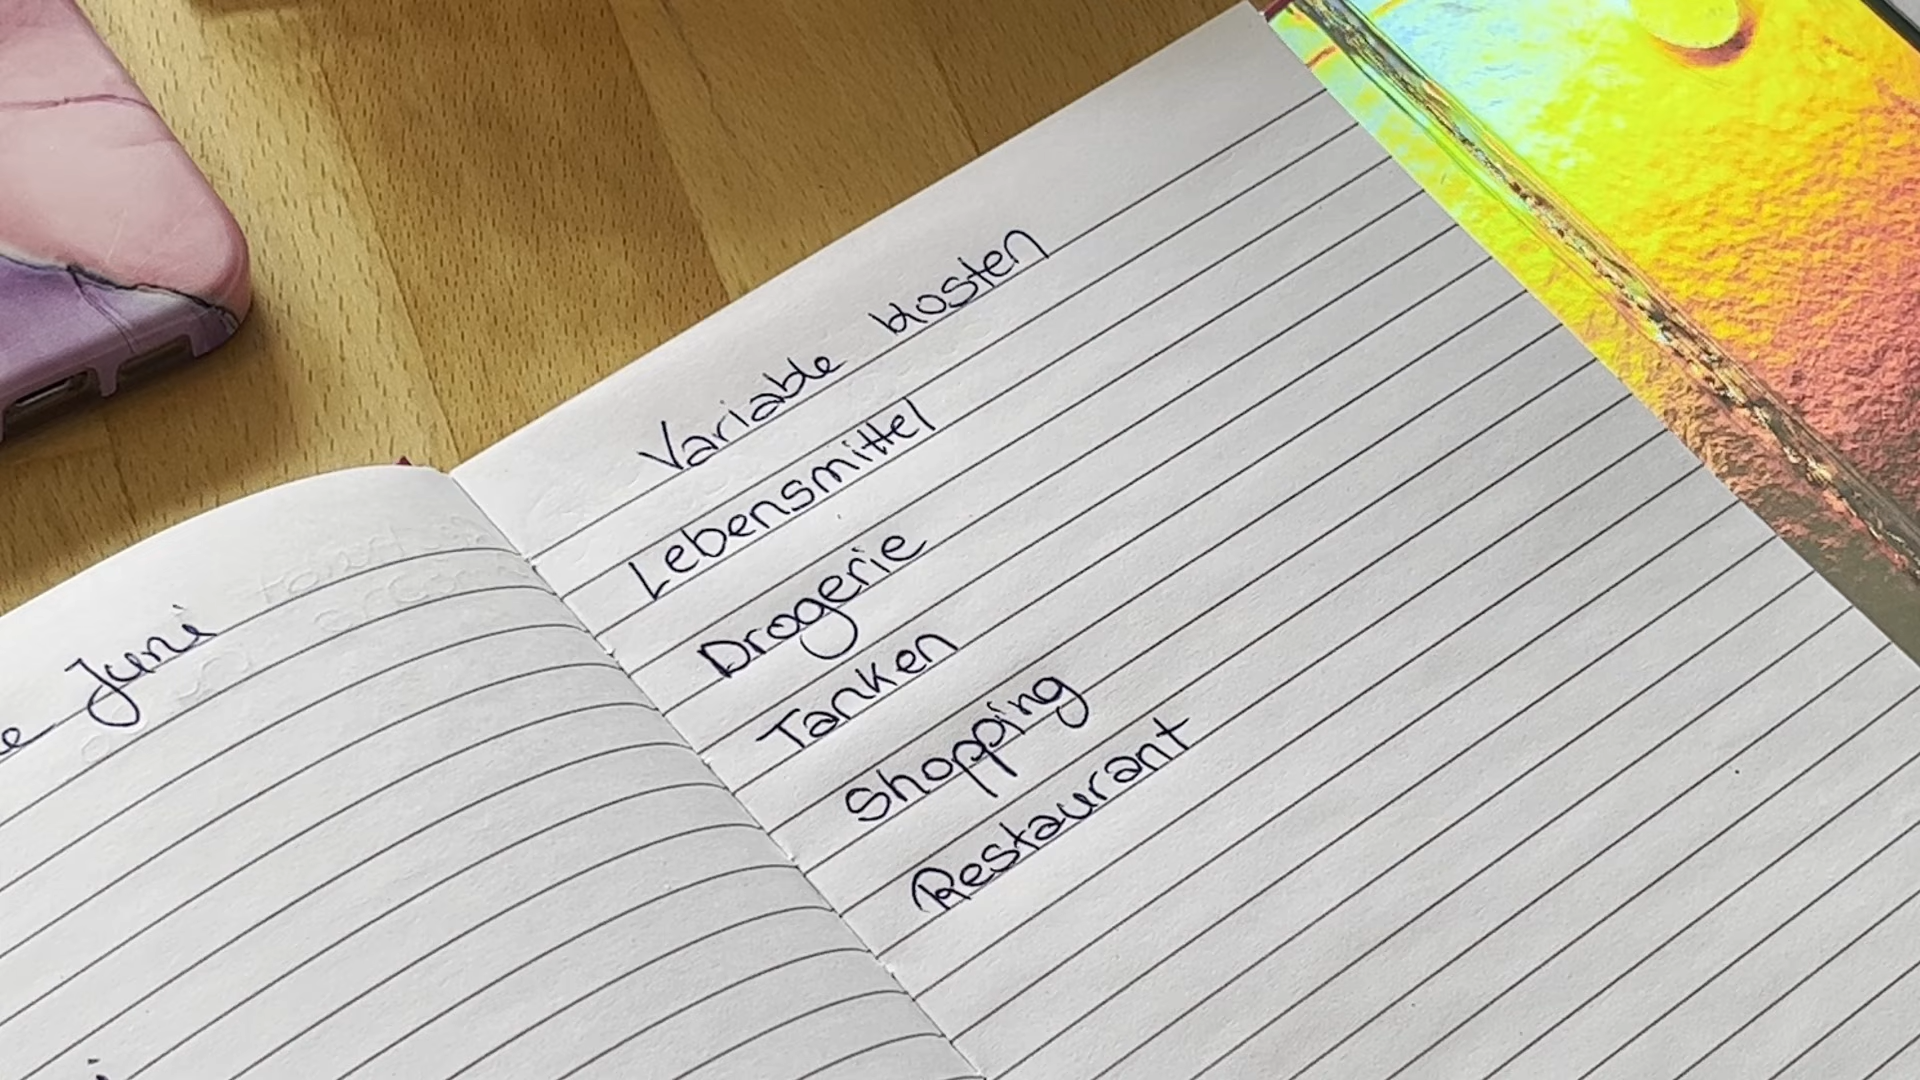 Juni
Variable kosten
Lebensmittel
Drogerie
Tanken
Shopping
Restaurant